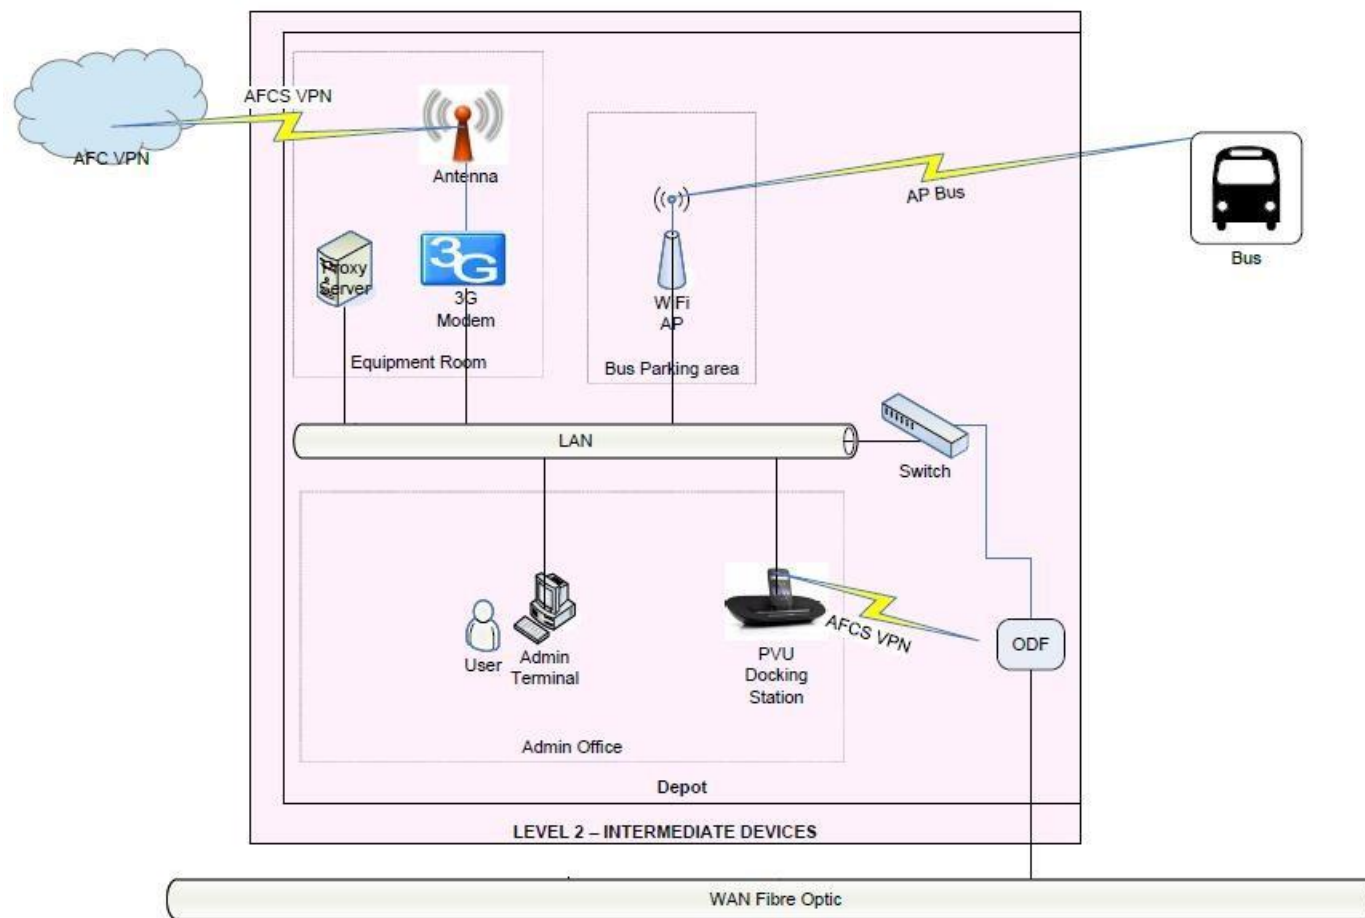 AFCS VPN
AFC VPN
Antenna
AP Bus
Bus
Proxy
Server
3G
3G
Modem
WiFi
AP
Equipment Room
Bus Parking area
LAN
Switch
User
Admin
Terminal
PVU
Docking
Station
AFCS VPN
ODF
Admin Office
Depot
LEVEL 2 – INTERMEDIATE DEVICES
WAN Fibre Optic